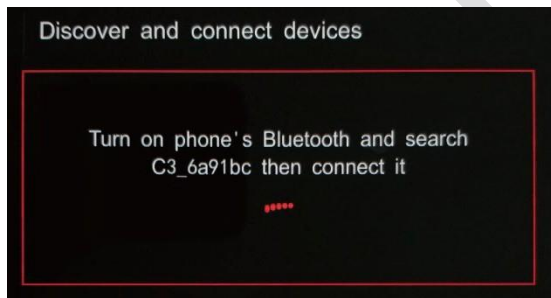 Discover and connect devices
Turn on phone's Bluetooth and search
C3_6a91bc then connect it